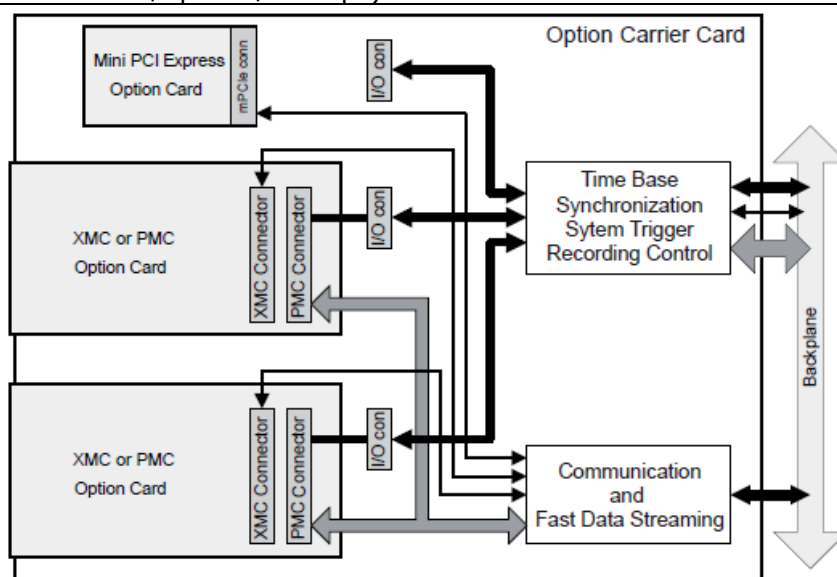 Option Carrier Card
Mini PCI Express
Option Card
mPCIe conn
I/O con
XMC or PMC
Option Card
XMC Connector
PMC Connector
I/O con
Time Base
Synchronization
Sytem Trigger
Recording Control
Backplane
XMC or PMC
Option Card
XMC Connector
PMC Connector
I/O con
Communication
and
Fast Data Streaming